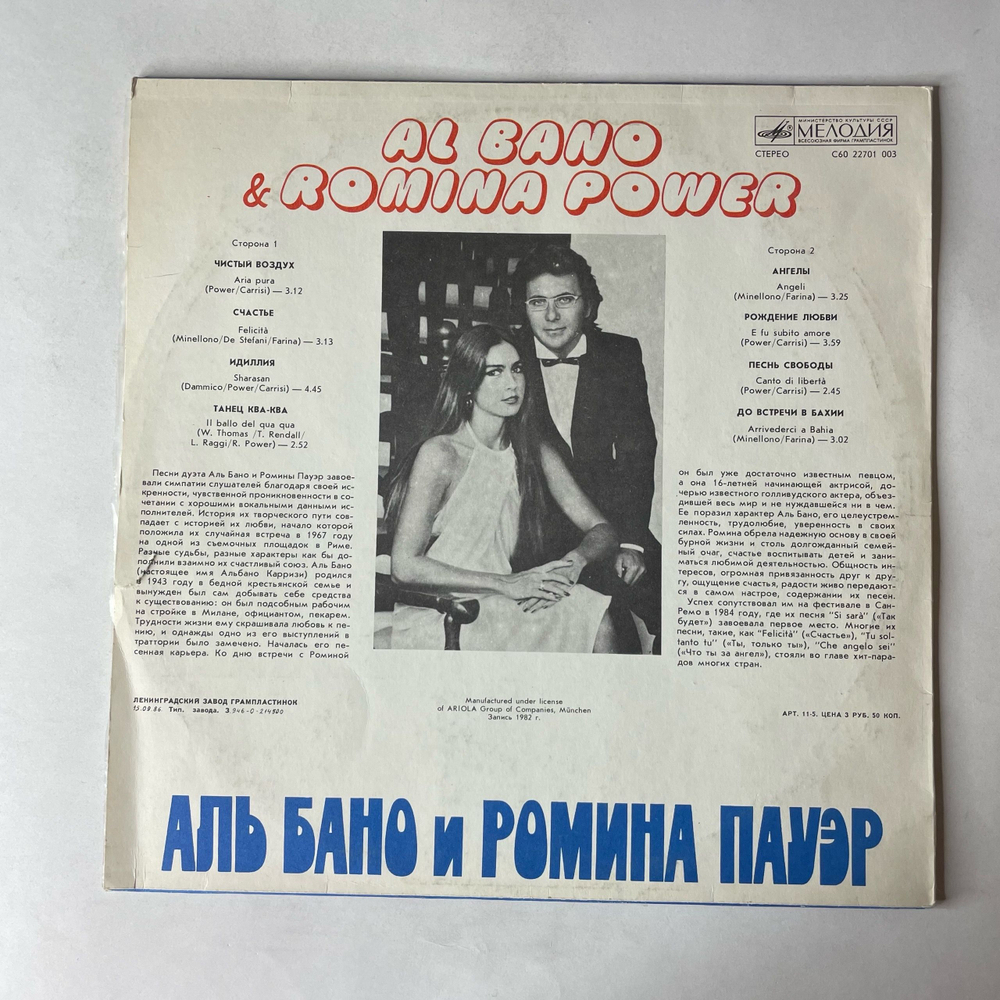 AL BANO
& ROMINA POWER
МИНИСТЕРСТВО КУЛЬТУРЫ СССР
МЕЛОДИЯ
ВСЕСОЮЗНАЯ ФИРМА ГРАМПЛАСТИНОК
СТЕРЕО С60 22701 003
Сторона 1
ЧИСТЫЙ ВОЗДУХ
Aria pura
(Power/Carrisi) — 3.12
СЧАСТЬЕ
Felicità
(Minellono/De Stefani/Farina) — 3.13
ИДИЛЛИЯ
Sharasan
(Dammico/Power/Carrisi) — 4.45
ТАНЕЦ КВА-КВА
Il ballo del qua qua
(W. Thomas /T. Rendall/
L. Raggi/R. Power) — 2.52
Сторона 2
АНГЕЛЫ
Angeli
(Minellono/Farina) — 3.25
РОЖДЕНИЕ ЛЮБВИ
E fu subito amore
(Power/Carrisi) — 3.59
ПЕСНЬ СВОБОДЫ
Canto di libertà
(Power/Carrisi) — 2.45
ДО ВСТРЕЧИ В БАХИИ
Arrivederci a Bahia
(Minellono/Farina) — 3.02
Песни дуэта Аль Бано и Ромины Пауэр завое-
вали симпатии слушателей благодаря своей ис-
кренности, чувственной проникновенности в со-
четании с хорошими вокальными данными ис-
полнителей. История их творческого пути сов-
падает с историей их любви, начало которой
положила их случайная встреча в 1967 году
на одной из съемочных площадок в Риме.
Разные судьбы, разные характеры как бы до-
полнили взаимно их счастливый союз. Аль Бано
(настоящее имя Альбано Карризи) родился
в 1943 году в бедной крестьянской семье и
вынужден был сам добывать себе средства
к существованию: он был подсобным рабочим
на стройке в Милане, официантом, пекарем.
Трудности жизни ему скрашивала любовь к пе-
нию, и однажды одно из его выступлений в
траттории было замечено. Началась его пе-
сенная карьера. Ко дню встречи с Роминой
он был уже достаточно известным певцом,
а она 16-летней начинающей актрисой, до-
черью известного голливудского актера, объез-
дившей весь мир и не нуждавшейся ни в чем.
Ее поразил характер Аль Бано, его целеустрем-
ленность, трудолюбие, уверенность в своих
силах. Ромина обрела надежную основу в своей
бурной жизни и столь долгожданный семей-
ный очаг, счастье воспитывать детей и зани-
маться любимой деятельностью. Общность ин-
тересов, огромная привязанность друг к дру-
гу, ощущение счастья, радости живо передают-
ся в самом настрое, содержании их песен.
Успех сопутствовал им на фестивале в Сан-
Ремо в 1984 году, где их песня "Si sarà" («Так
будет») завоевала первое место. Многие их
песни, такие, как "Felicità" («Счастье»), "Tu sol-
tanto tu" («Ты, только ты»), "Che angelo sei"
(«Что ты за ангел»), стояли во главе хит-пара-
дов многих стран.
ЛЕНИНГРАДСКИЙ ЗАВОД ГРАМПЛАСТИНОК
15.08.86. Тип. завода. З. 946-0-214500
Manufactured under license
of ARIOLA Group of Companies, München
Запись 1982 г.
АРТ. 11-5. ЦЕНА 3 РУБ. 50 КОП.
АЛЬ БАНО и РОМИНА ПАУЭР